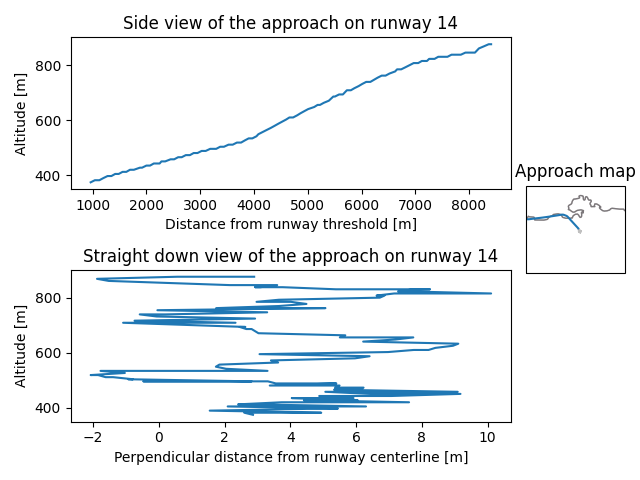 Side view of the approach on runway 14
800
600
400
Altitude [m]
1000 2000 3000 4000 5000 6000 7000 8000
Distance from runway threshold [m]
Approach map
Straight down view of the approach on runway 14
800
600
400
Altitude [m]
−2 0 2 4 6 8 10
Perpendicular distance from runway centerline [m]